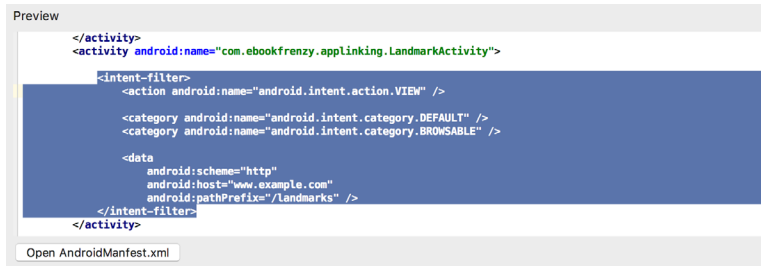 Preview
</activity>
<activity android:name="com.ebookfrenzy.applinking.LandmarkActivity">
<intent-filter>
<action android:name="android.intent.action.VIEW" />
<category android:name="android.intent.category.DEFAULT" />
<category android:name="android.intent.category.BROWSABLE" />
<data
android:scheme="http"
android:host="www.example.com"
android:pathPrefix="/landmarks" />
</intent-filter>
</activity>
Open AndroidManfest.xml